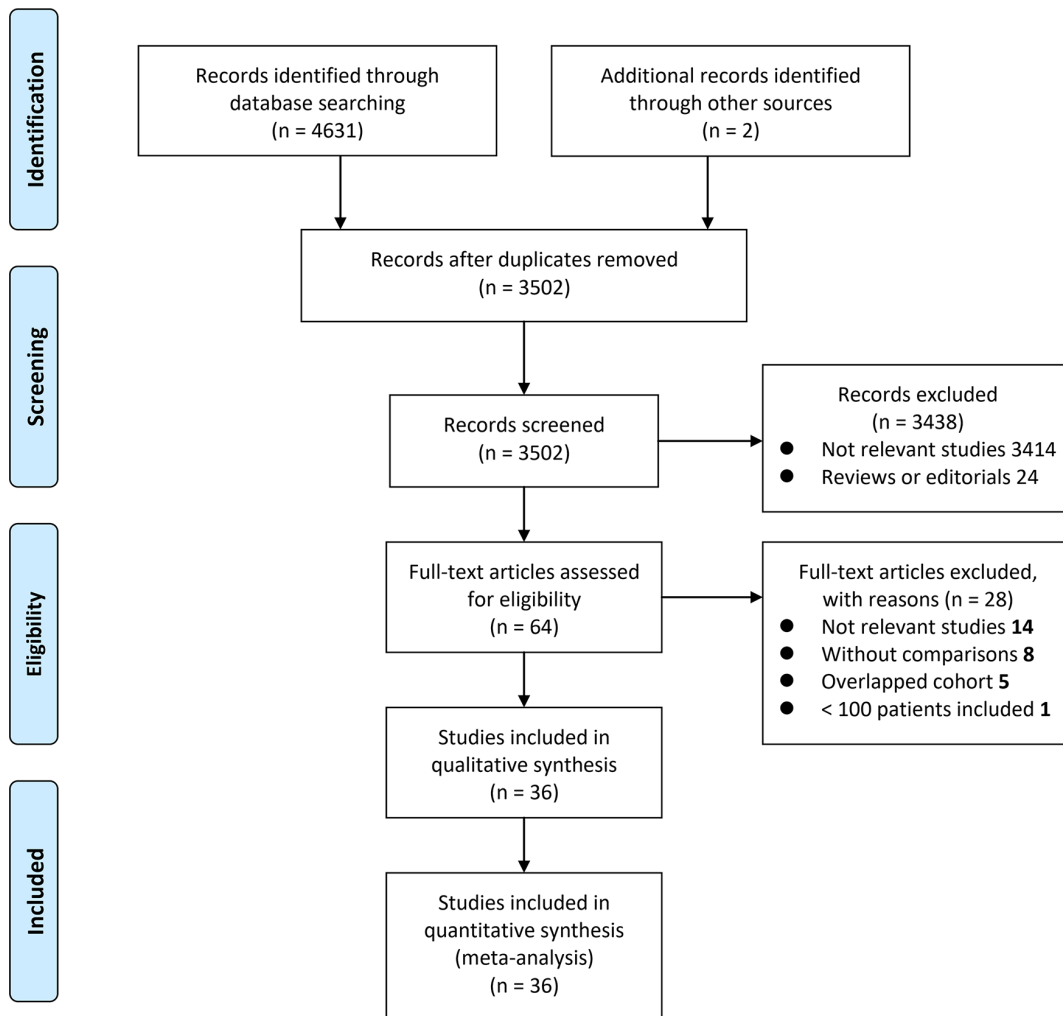 Identification
Records identified through
database searching
(n = 4631)
Additional records identified
through other sources
(n = 2)
Records after duplicates removed
(n = 3502)
Screening
Records screened
(n = 3502)
Records excluded
(n = 3438)
● Not relevant studies 3414
● Reviews or editorials 24
Eligibility
Full-text articles assessed
for eligibility
(n = 64)
Full-text articles excluded,
with reasons (n = 28)
● Not relevant studies 14
● Without comparisons 8
● Overlapped cohort 5
● < 100 patients included 1
Studies included in
qualitative synthesis
(n = 36)
Included
Studies included in
quantitative synthesis
(meta-analysis)
(n = 36)